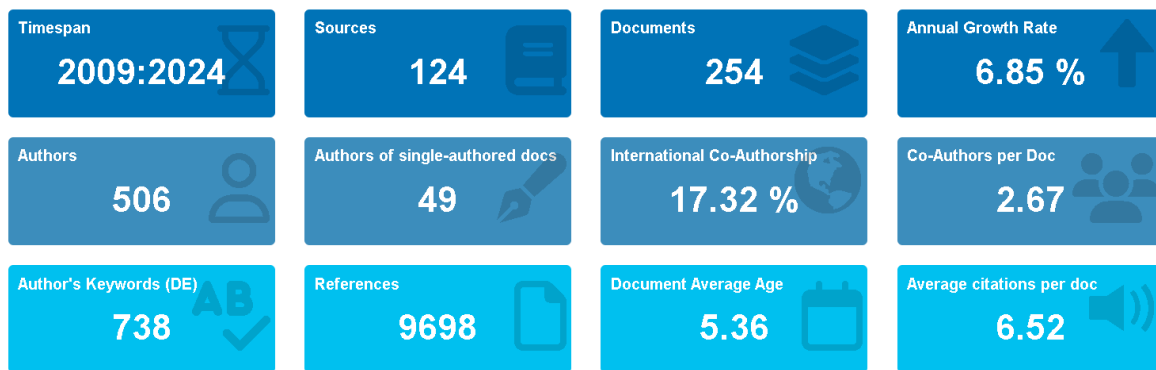 Timespan
2009:2024
Sources
124
Documents
254
Annual Growth Rate
6.85 %
Authors
506
Authors of single-authored docs
49
International Co-Authorship
17.32 %
Co-Authors per Doc
2.67
Author's Keywords (DE)
AB
738
References
9698
Document Average Age
5.36
Average citations per doc
6.52